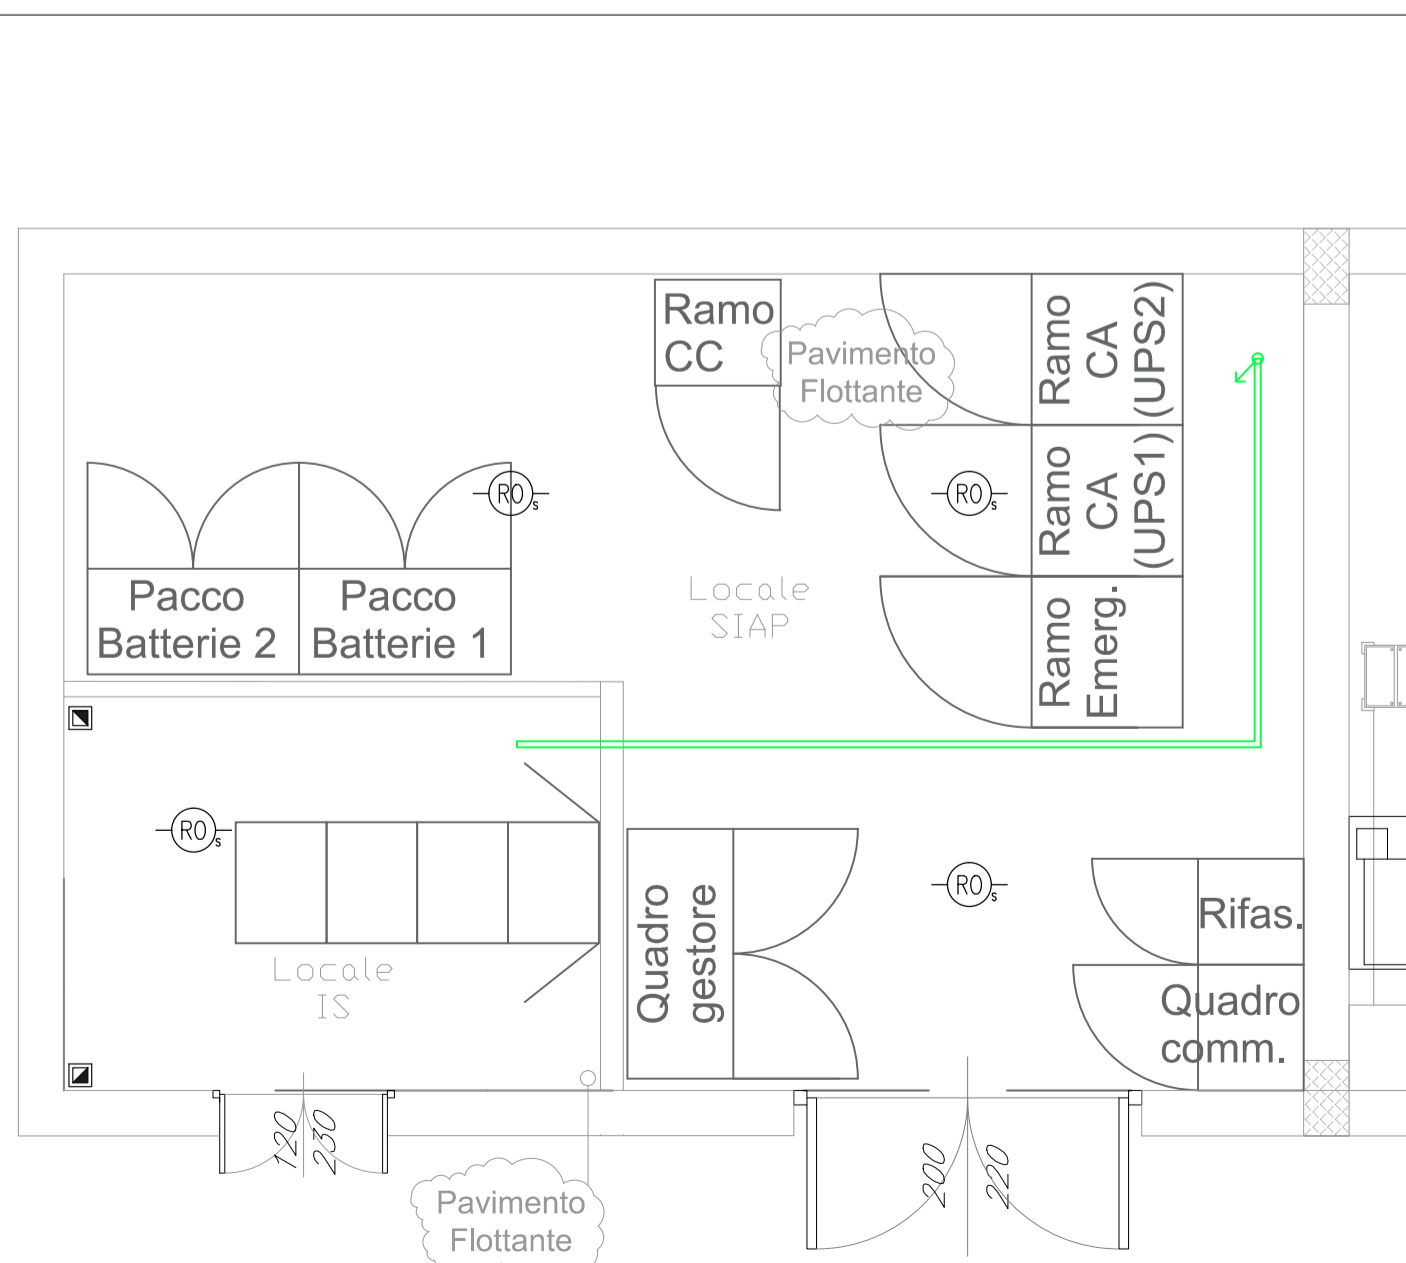 Ramo
CC
Pavimento
Flottante
Ramo
CA
(UPS2)
RO
s
RO
s
Ramo
CA
(UPS1)
Pacco
Batterie 2
Pacco
Batterie 1
Locale
SIAP
Ramo
Emerg.
RO
s
Quadro
gestore
RO
s
Rifas.
Locale
IS
Quadro
comm.
120
230
200
220
Pavimento
Flottante